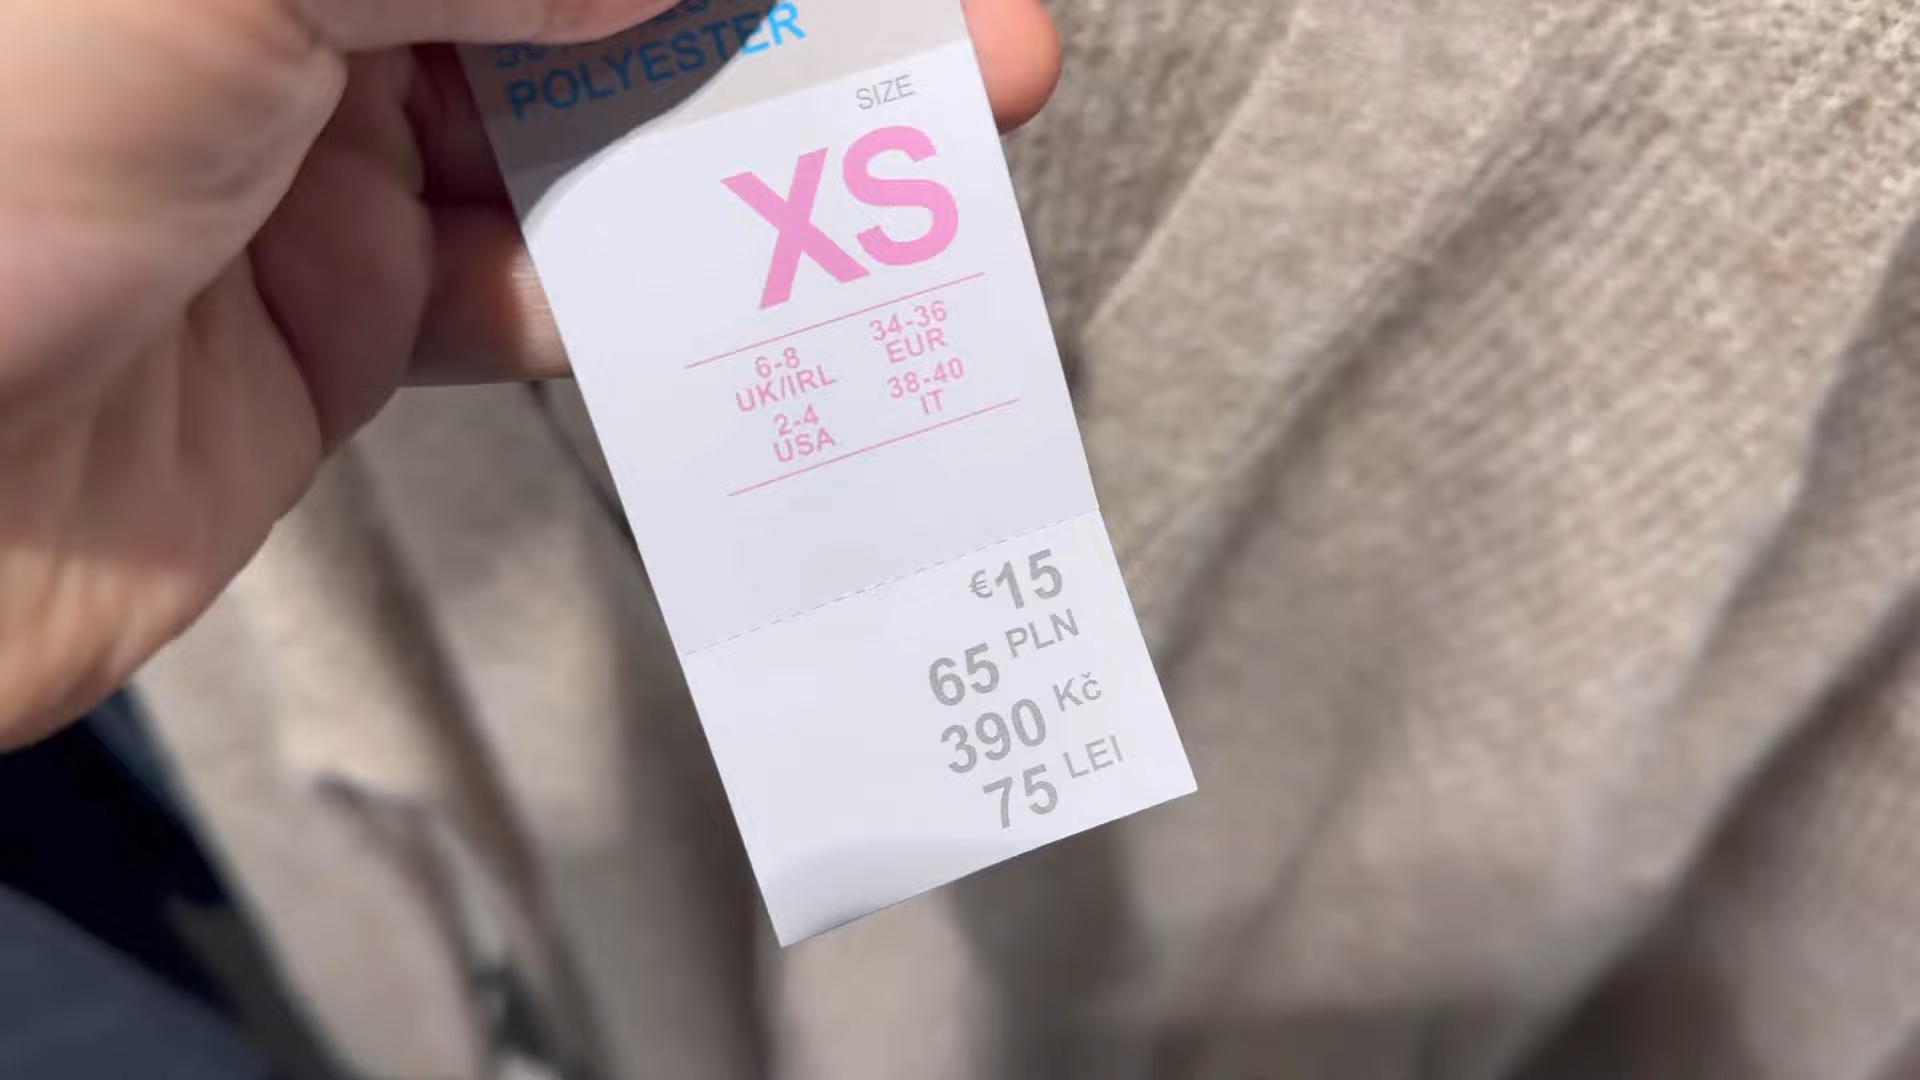 POLYESTER
SIZE
XS
6-8
UK/IRL
34-36
EUR
2-4
USA
38-40
IT
€15
65 PLN
390 Kč
75 LEI